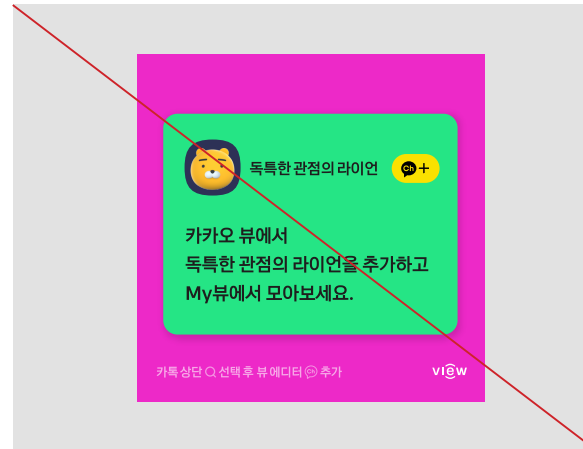 독특한 관점의 라이언 Ch+
카카오 뷰에서
독특한 관점의 라이언을 추가하고
My뷰에서 모아보세요.
카톡 상단 선택 후 뷰 에디터 Ch 추가
view